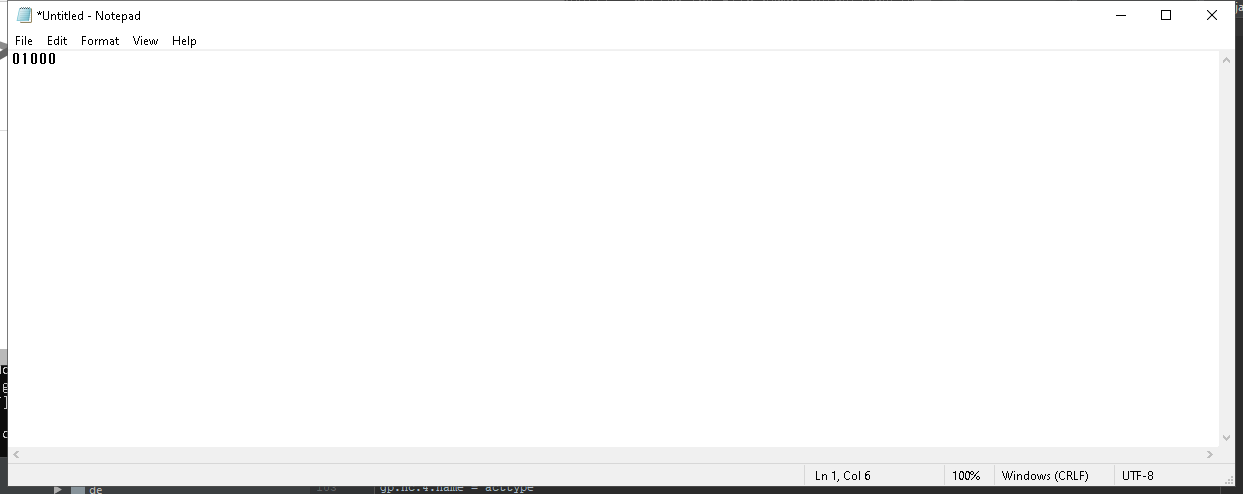 *Untitled - Notepad
File Edit Format View Help
01000
Ln 1, Col 6 100% Windows (CRLF) UTF-8
de
gp.nc.4.name = acctype